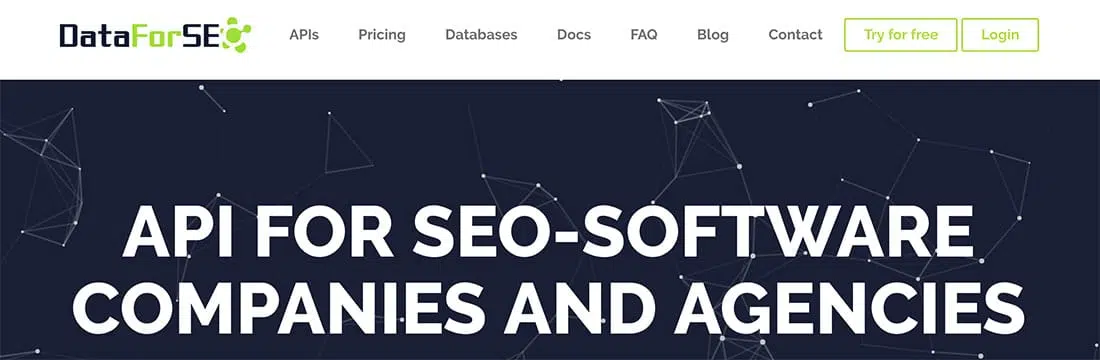 DataForSEO
APIs Pricing Databases Docs FAQ Blog Contact Try for free Login
API FOR SEO-SOFTWARE
COMPANIES AND AGENCIES